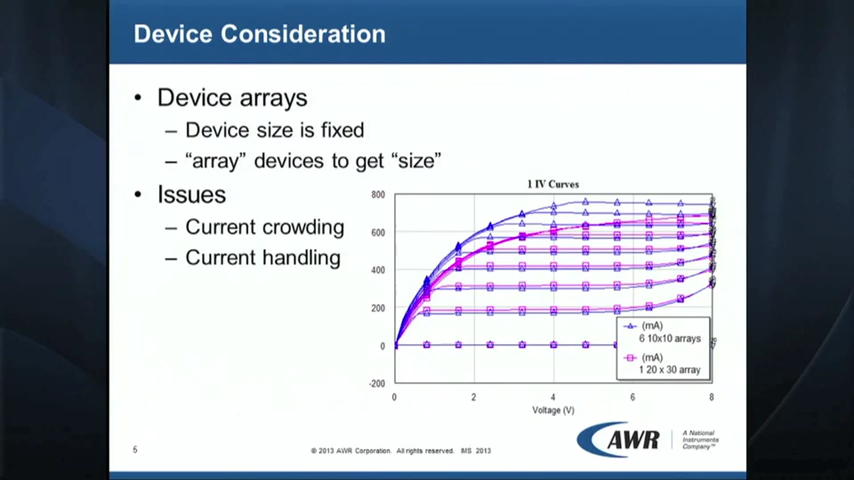 Device Consideration
• Device arrays
– Device size is fixed
– “array” devices to get “size”
• Issues
– Current crowding
– Current handling
1 IV Curves
800
600
400
200
0
-200
0
2
4
6
8
Voltage (V)
(mA)
6 10x10 arrays
(mA)
1 20 x 30 array
5
© 2013 AWR Corporation. All rights reserved. IMS 2013
AWR
A National
Instruments
Company™